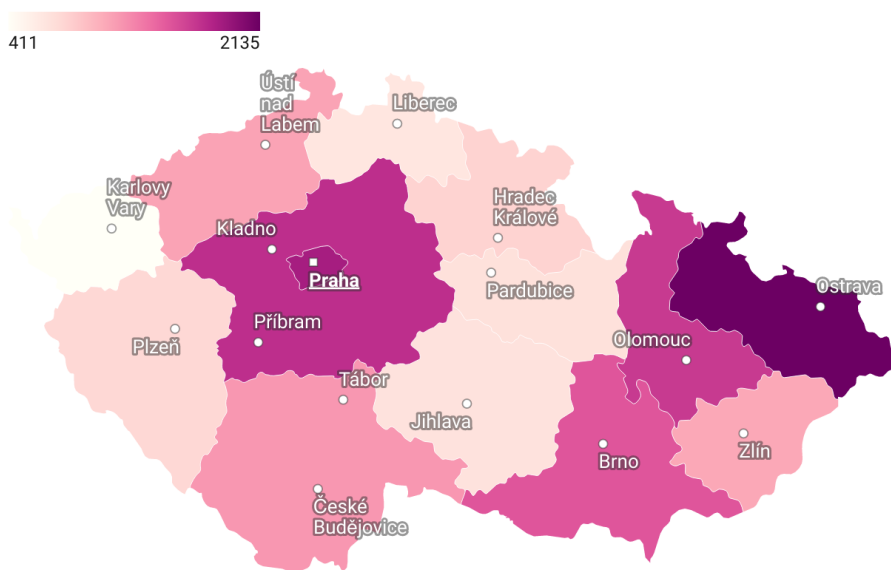 411
2135
Ústí
nad
Labem
Liberec
Karlovy
Vary
Hradec
Králové
Kladno
Praha
Pardubice
Ostrava
Příbram
Plzeň
Olomouc
Tábor
Jihlava
Brno
Zlín
České
Budějovice